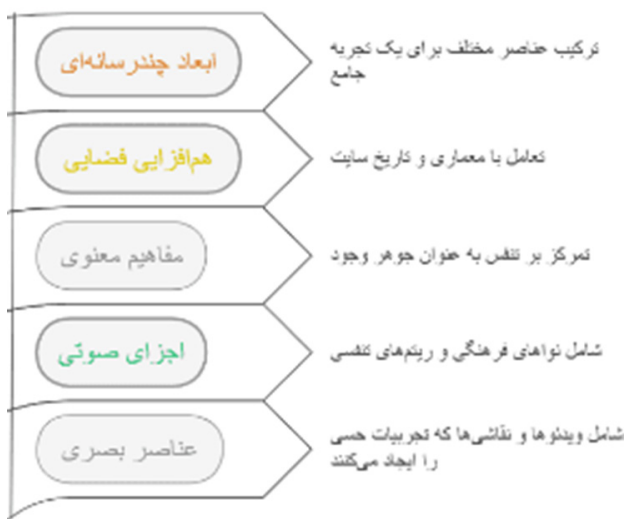 ابعاد چندرسانه‌ای
ترکیب عناصر مختلف برای یک تجربه
جامع
هم‌افزایی فضایی
تعامل با معماری و تاریخ سایت
مفاهیم معنوی
تمرکز بر تنفس به عنوان جوهر وجود
اجزای صوتی
شامل نواهای فرهنگی و ریتم‌های تنفسی
عناصر بصری
شامل ویدئوها و نقاشی‌ها که تجربیات حسی
را ایجاد می‌کنند